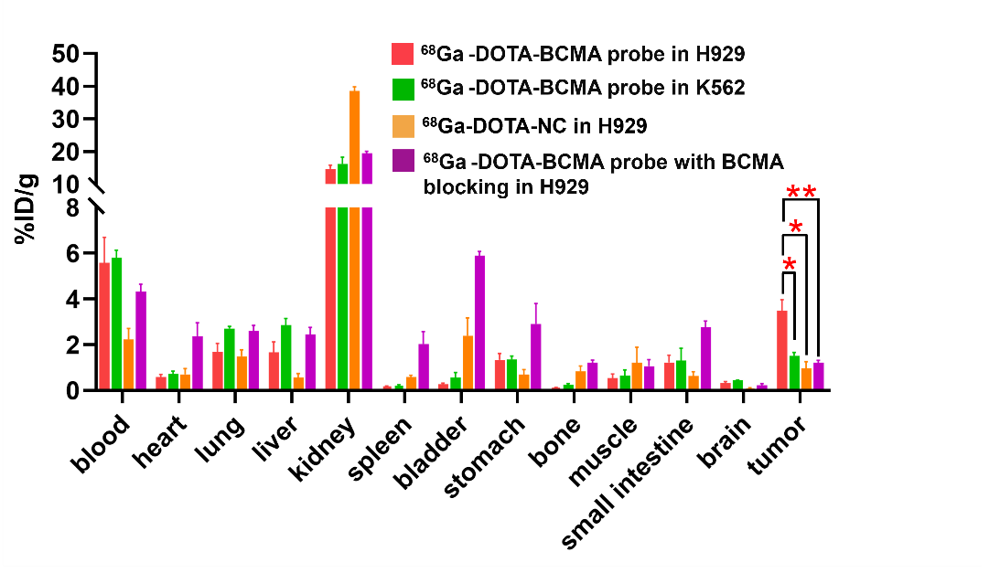 50
40
30
20
10
8
6
4
2
0
%ID/g
⁶⁸Ga -DOTA-BCMA probe in H929
⁶⁸Ga -DOTA-BCMA probe in K562
⁶⁸Ga-DOTA-NC in H929
⁶⁸Ga -DOTA-BCMA probe with BCMA
blocking in H929
**
*
*
blood
heart
lung
liver
kidney
spleen
bladder
stomach
bone
muscle
small intestine
brain
tumor